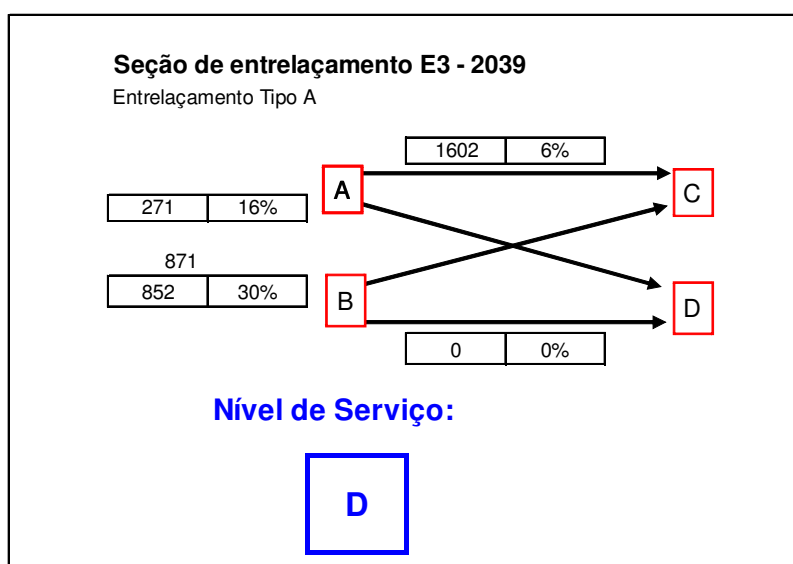 Seção de entrelaçamento E3 - 2039
Entrelaçamento Tipo A
1602 6%
A
C
271 16%
871
852 30%
B
D
0 0%
Nível de Serviço:
D